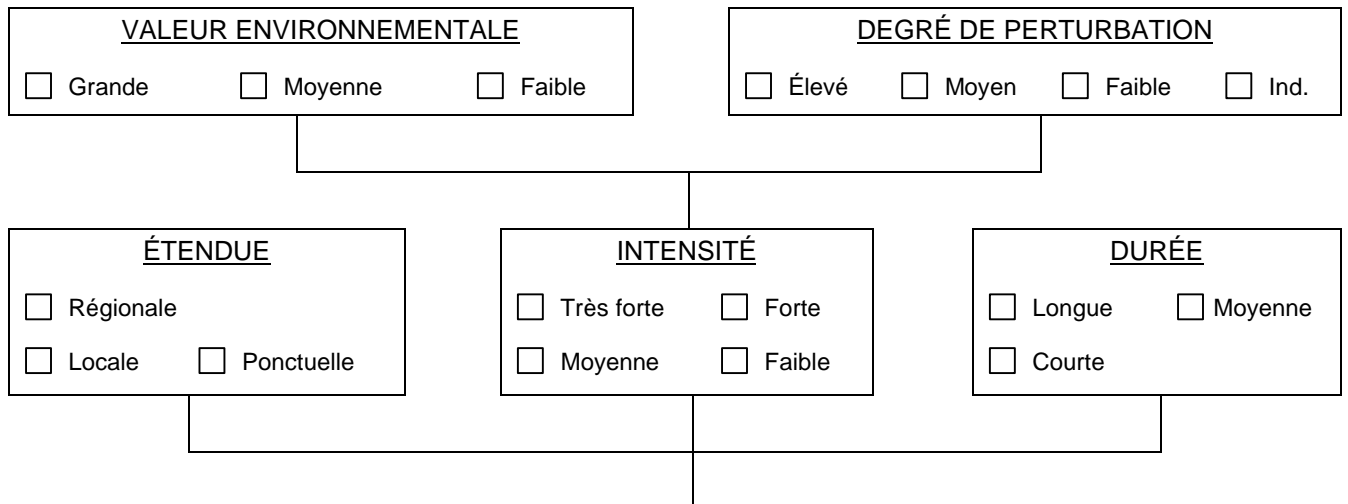 VALEUR ENVIRONNEMENTALE
Grande Moyenne Faible
DEGRÉ DE PERTURBATION
Élevé Moyen Faible Ind.
ÉTENDUE
Régionale
Locale Ponctuelle
INTENSITÉ
Très forte Forte
Moyenne Faible
DURÉE
Longue Moyenne
Courte